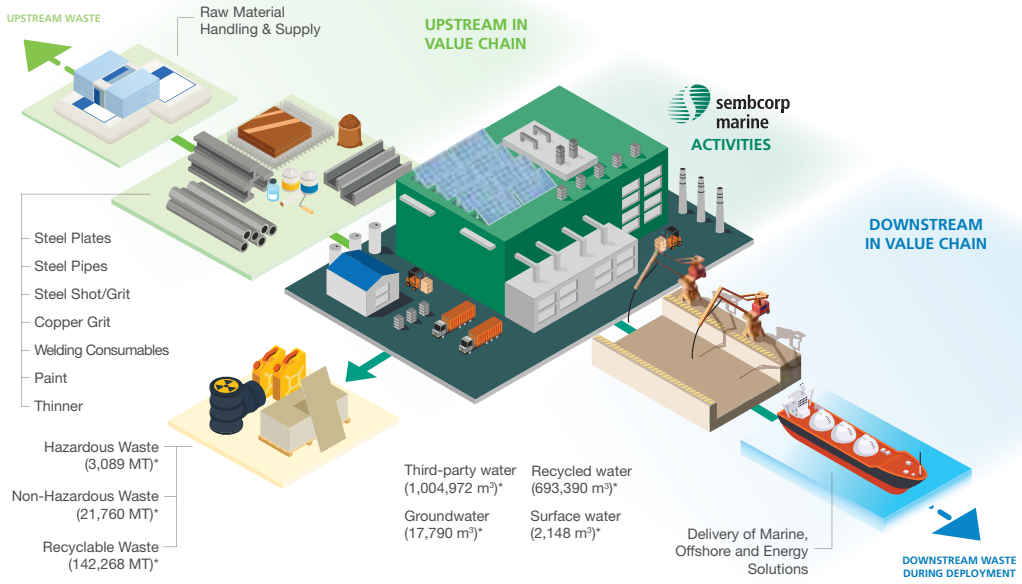 UPSTREAM WASTE
Raw Material
Handling & Supply
UPSTREAM IN
VALUE CHAIN
sembcorp
marine
ACTIVITIES
DOWNSTREAM
IN VALUE CHAIN
Steel Plates
Steel Pipes
Steel Shot/Grit
Copper Grit
Welding Consumables
Paint
Thinner
Hazardous Waste
(3,089 MT)*
Non-Hazardous Waste
(21,760 MT)*
Recyclable Waste
(142,268 MT)*
Third-party water
(1,004,972 m³)*
Recycled water
(693,390 m³)*
Groundwater
(17,790 m³)*
Surface water
(2,148 m³)*
Delivery of Marine,
Offshore and Energy
Solutions
DOWNSTREAM WASTE
DURING DEPLOYMENT